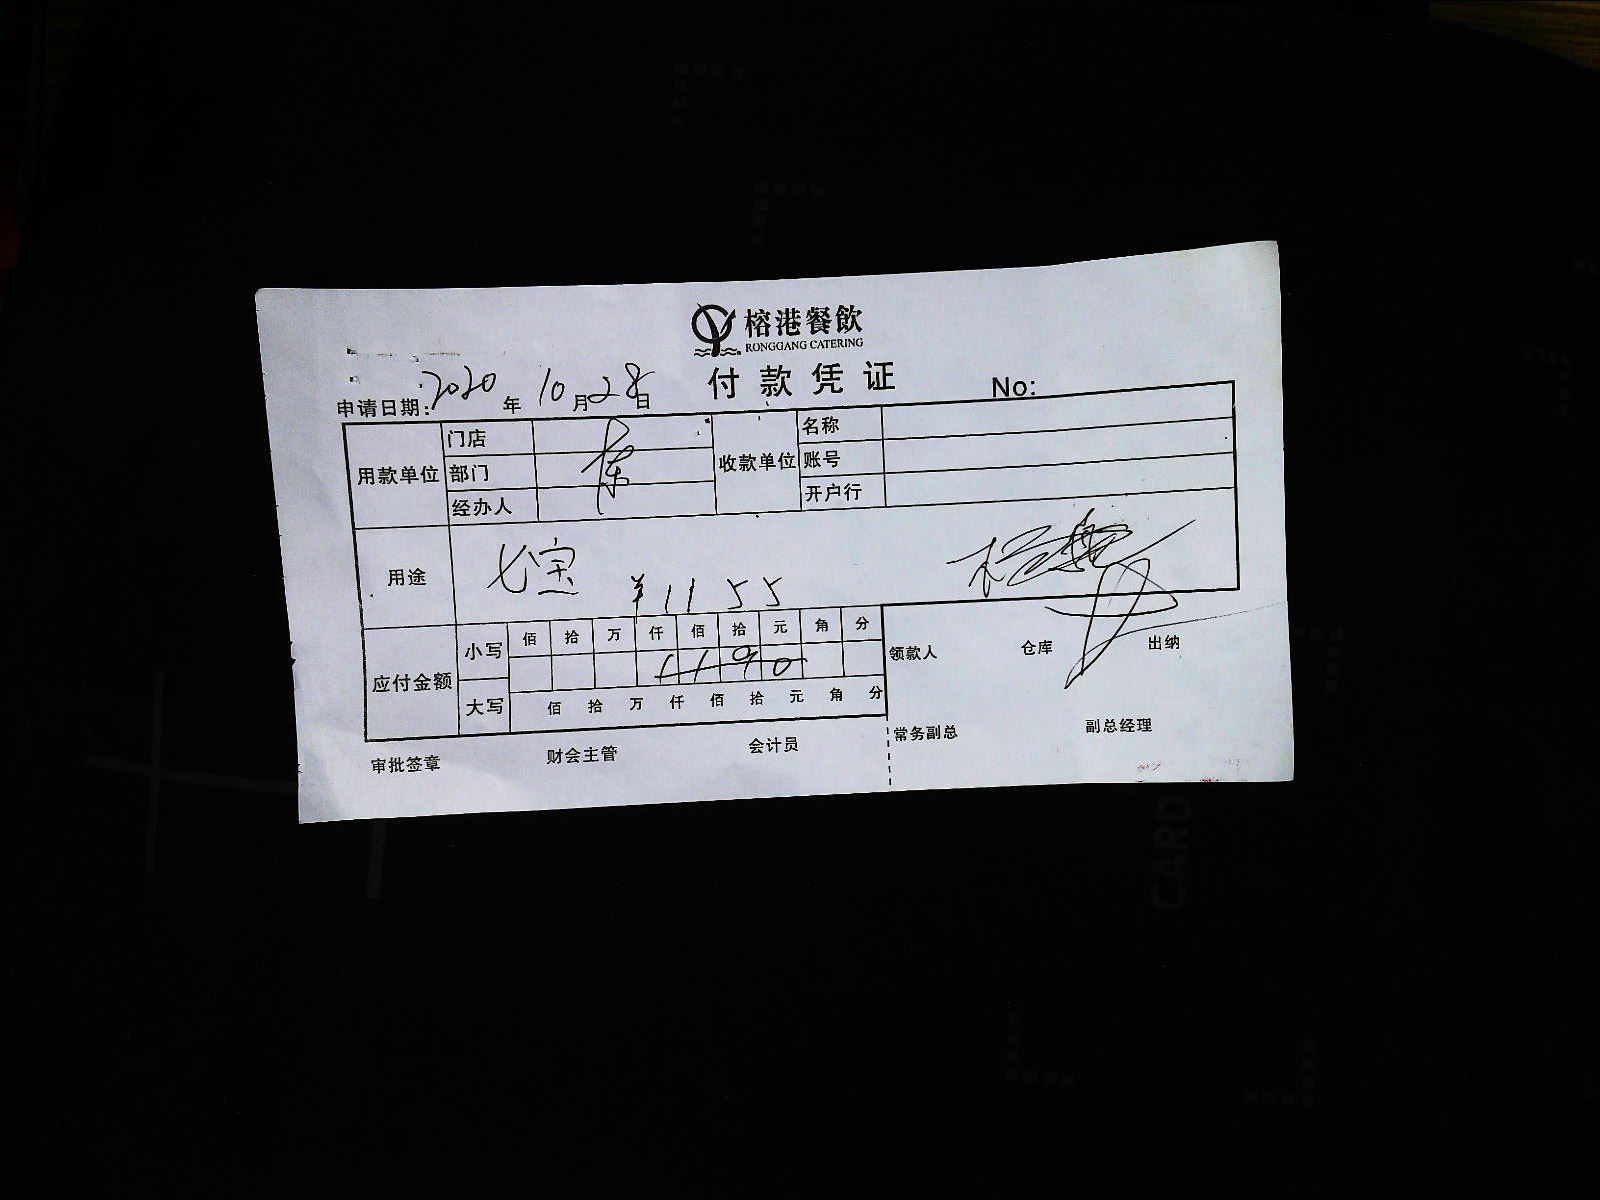 榕港餐飲
RONGGANG CATERING
付款凭证
No:
申请日期: 2020 年 10 月 28 日
用款单位 门店 收款单位 名称
部门 账号
经办人 开户行
用途 七宝 ¥1155
应付金额 小写 佰 拾 万 仟 佰 拾 元 角 分
1190
大写 佰 拾 万 仟 佰 拾 元 角 分
领款人 仓库 出纳
审批签章 财会主管 会计员 常务副总 副总经理
CARD